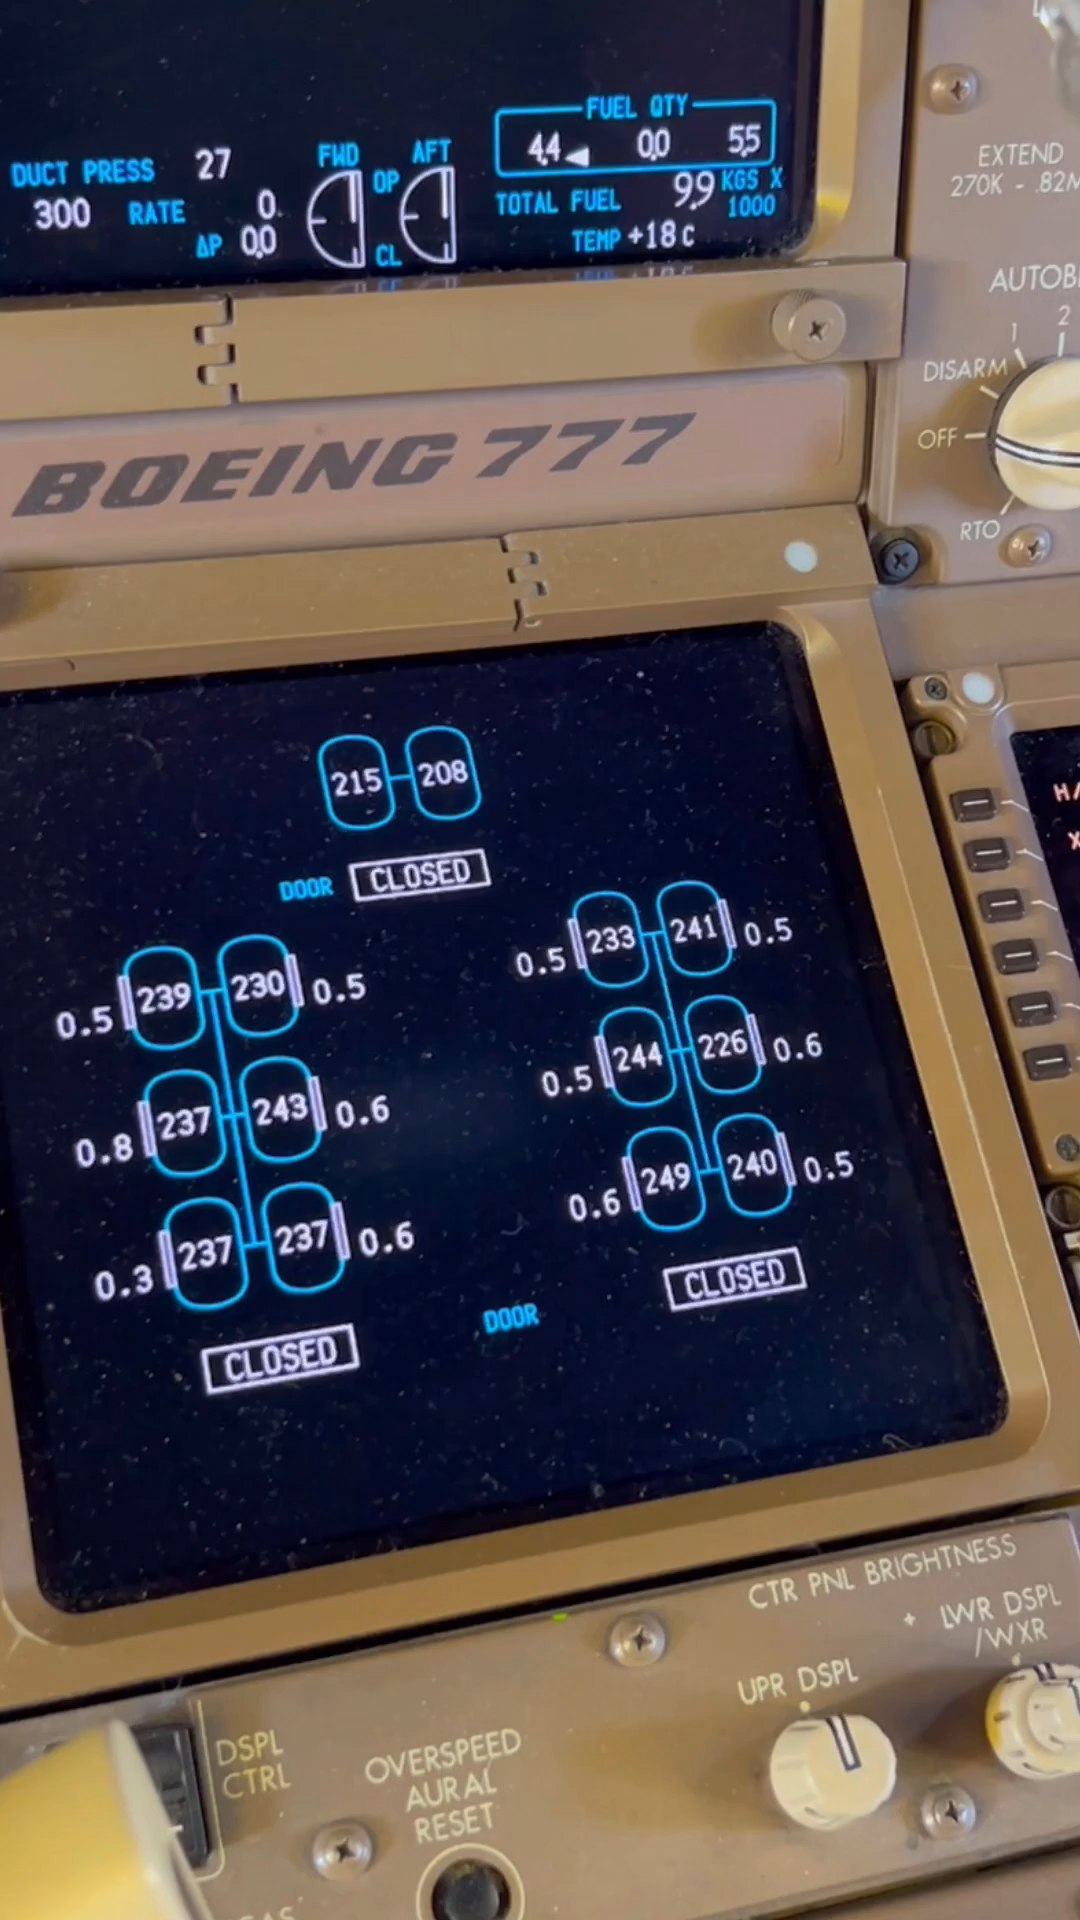 FUEL QTY
4.4 0.0 5.5
DUCT PRESS 27 FWD OP AFT
TOTAL FUEL 9.9 KGS X 1000
300 RATE 0
ΔP 0.0 CL
TEMP +18 C
EXTEND
270K - .82M
DISARM 1 2
OFF
RTO
BOEING 777
215 208
DOOR CLOSED
0.5 239 230 0.5
0.5 233 241 0.5
0.8 237 243 0.6
0.5 244 226 0.6
0.3 237 237 0.6
0.6 249 240 0.5
CLOSED DOOR CLOSED
H/
X
CTR PNL BRIGHTNESS
UPR DSPL
LWR DSPL
/WXR
DSPL
CTRL
OVERSPEED
AURAL
RESET